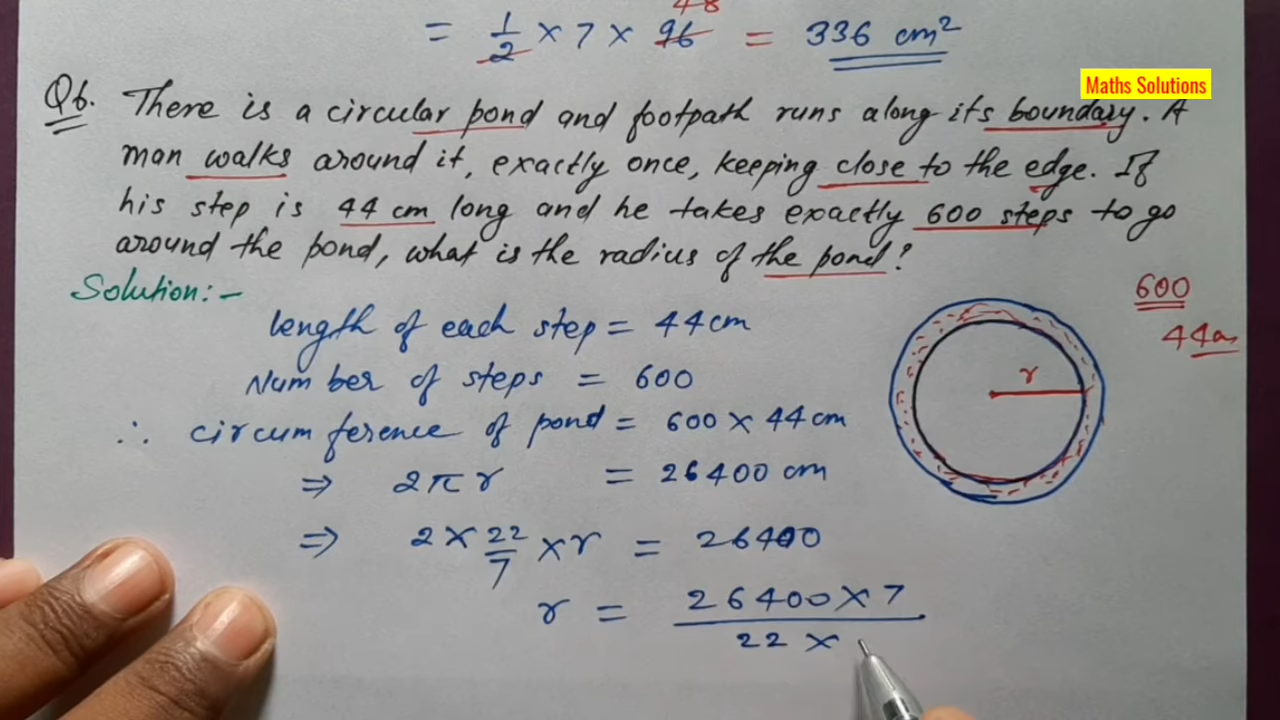 48
= 1/2 × 7 × 96 = 336 cm²
Maths Solutions
Q6. There is a circular pond and footpath runs along its boundary. A
man walks around it, exactly once, keeping close to the edge. If
his step is 44 cm long and he takes exactly 600 steps to go
around the pond, what is the radius of the pond?
Solution:-
600
44cm
length of each step = 44cm
Number of steps = 600
r
∴ circumference of pond = 600 × 44 cm
⇒ 2πr = 26400 cm
⇒ 2 × 22/7 × r = 26400
r = 26400 × 7
22 ×